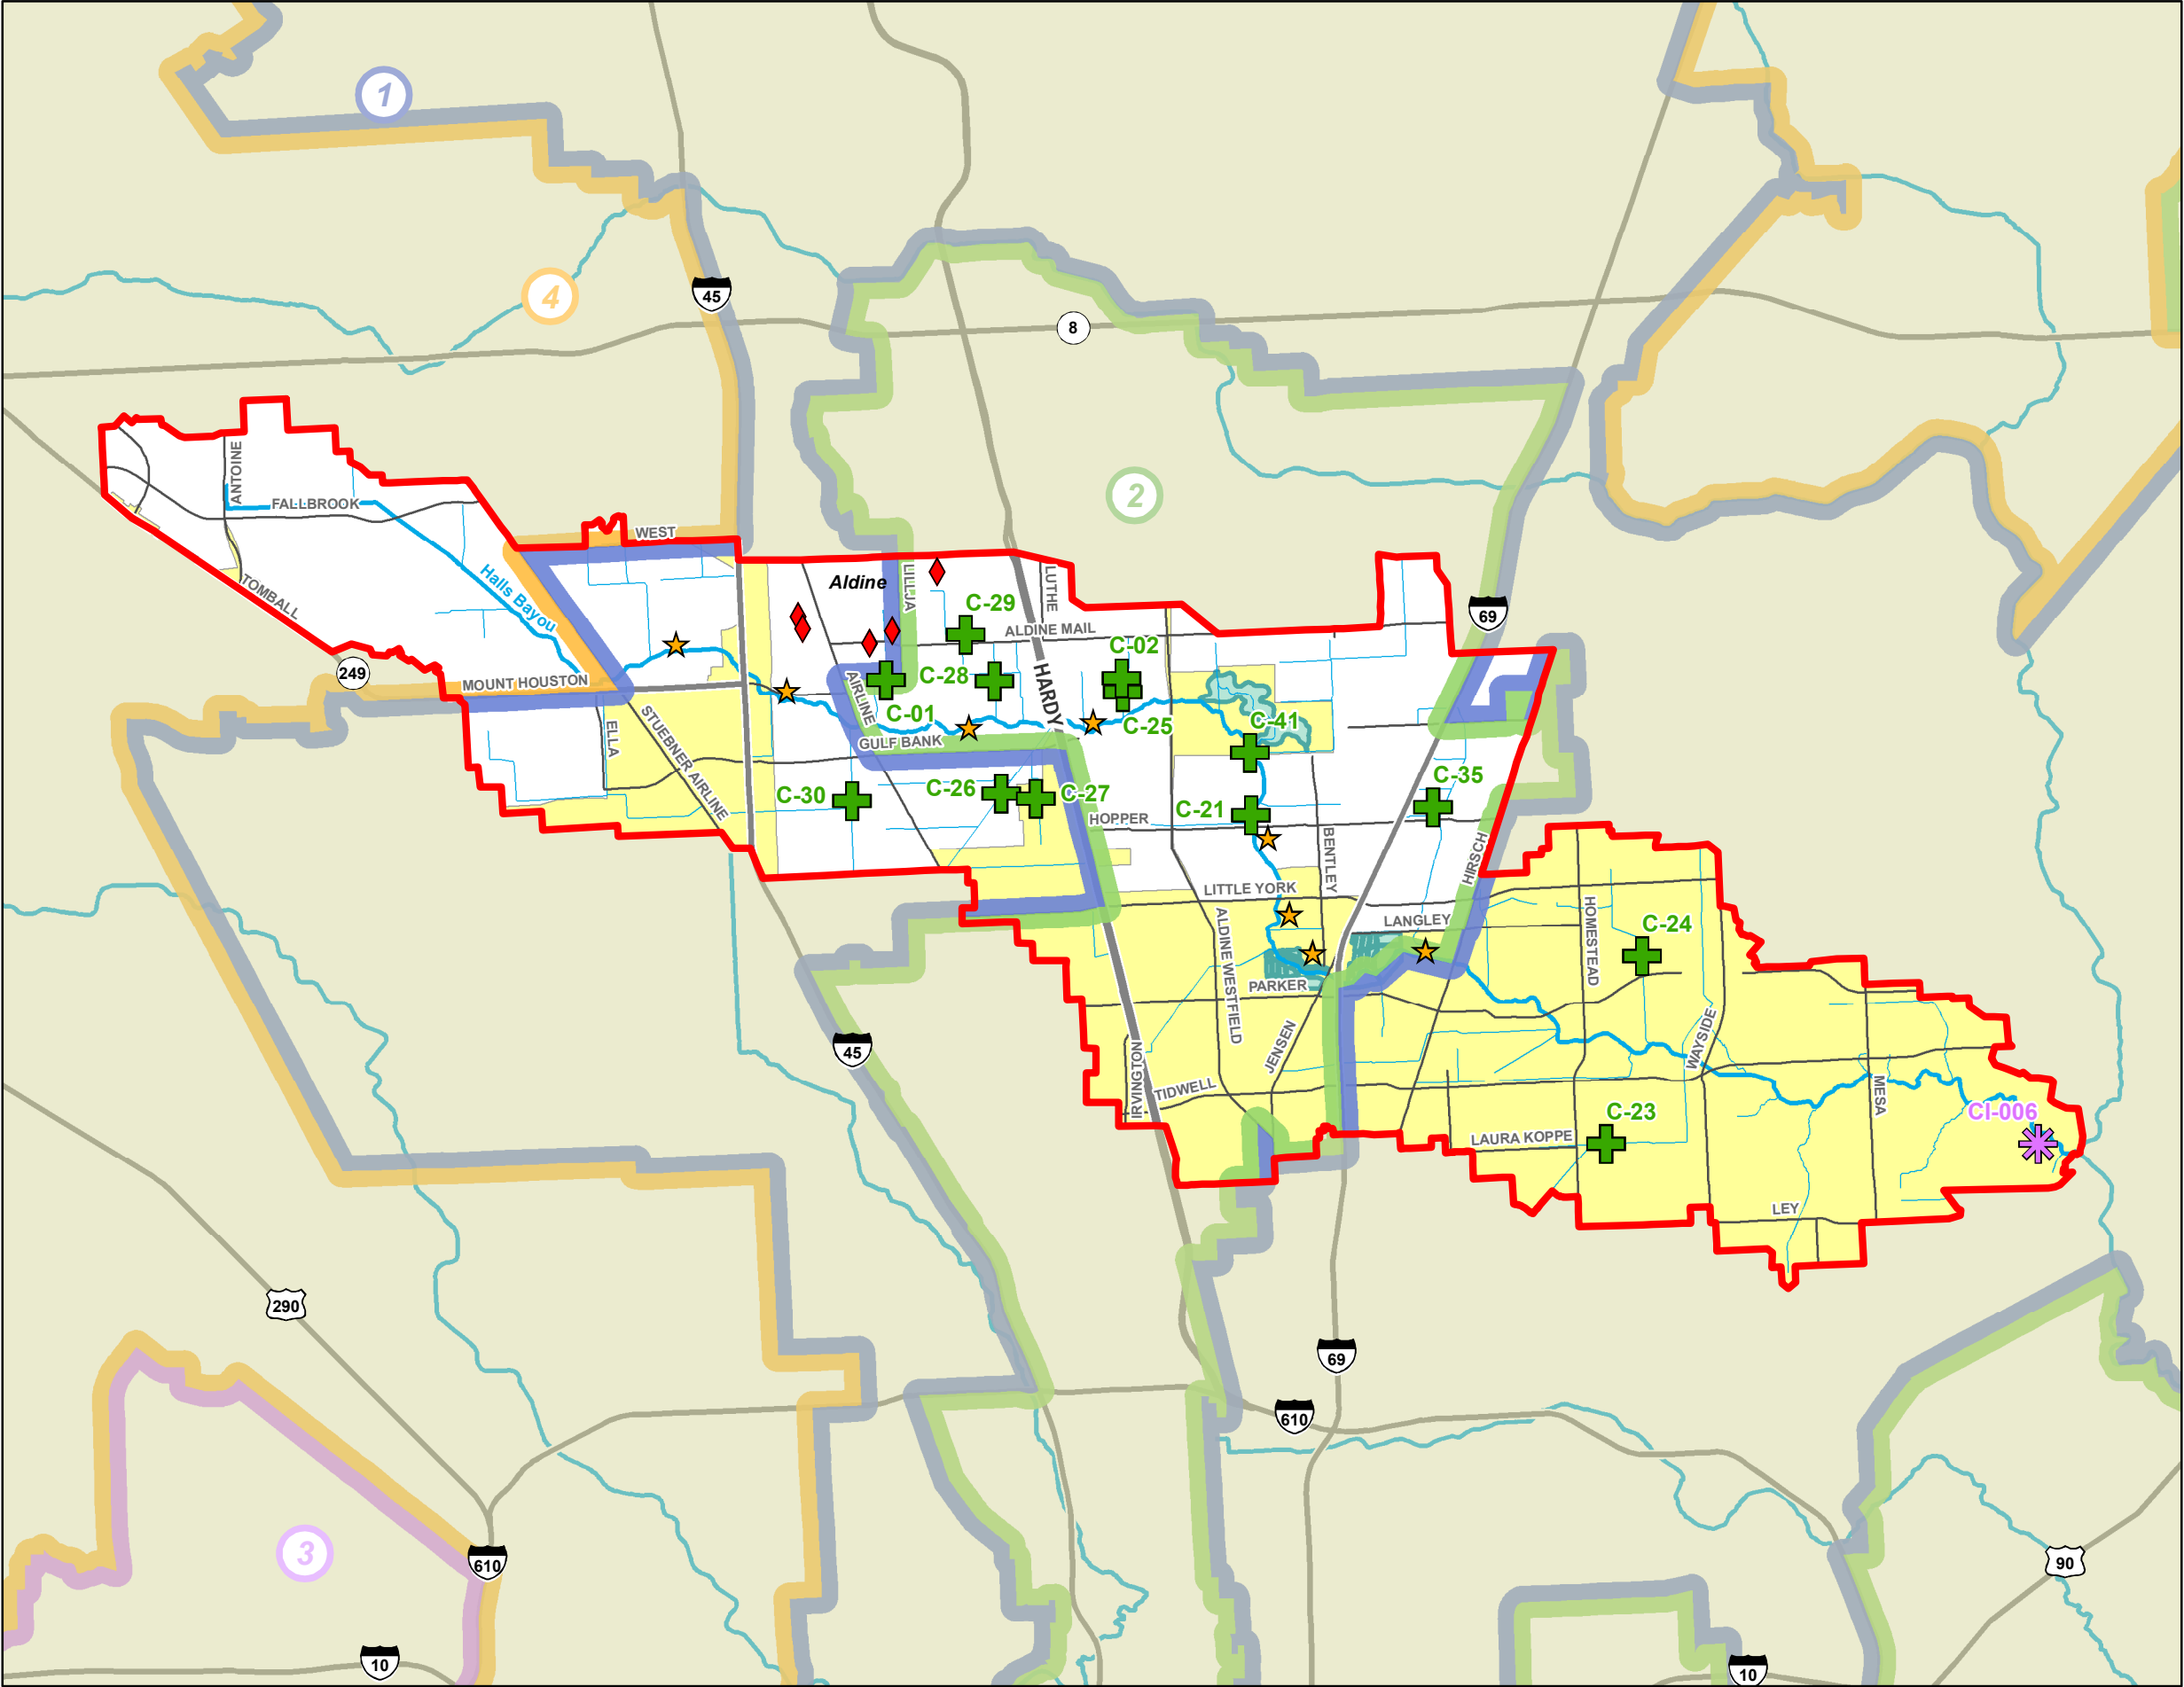 1
4
45
8
2
ANTOINE
FALLBROOK
WEST
TOMBALL
Halls Bayou
Aldine
LILLJA
LUTHE
C-29
ALDINE MAIL
69
C-02
249
MOUNT HOUSTON
C-28
HARDY
AIRLINE
C-01
C-25
C-41
ELLA
STUEBNER AIRLINE
GULF BANK
C-30
C-26
C-27
C-35
C-21
HOPPER
BENTLEY
HIRSCH
LITTLE YORK
LANGLEY
ALDINE WESTFIELD
HOMESTEAD
C-24
PARKER
JENSEN
WAYSIDE
45
IRVINGTON
TIDWELL
MESA
C-23
CI-006
LAURA KOPPE
LEY
290
69
610
3
610
90
10
10